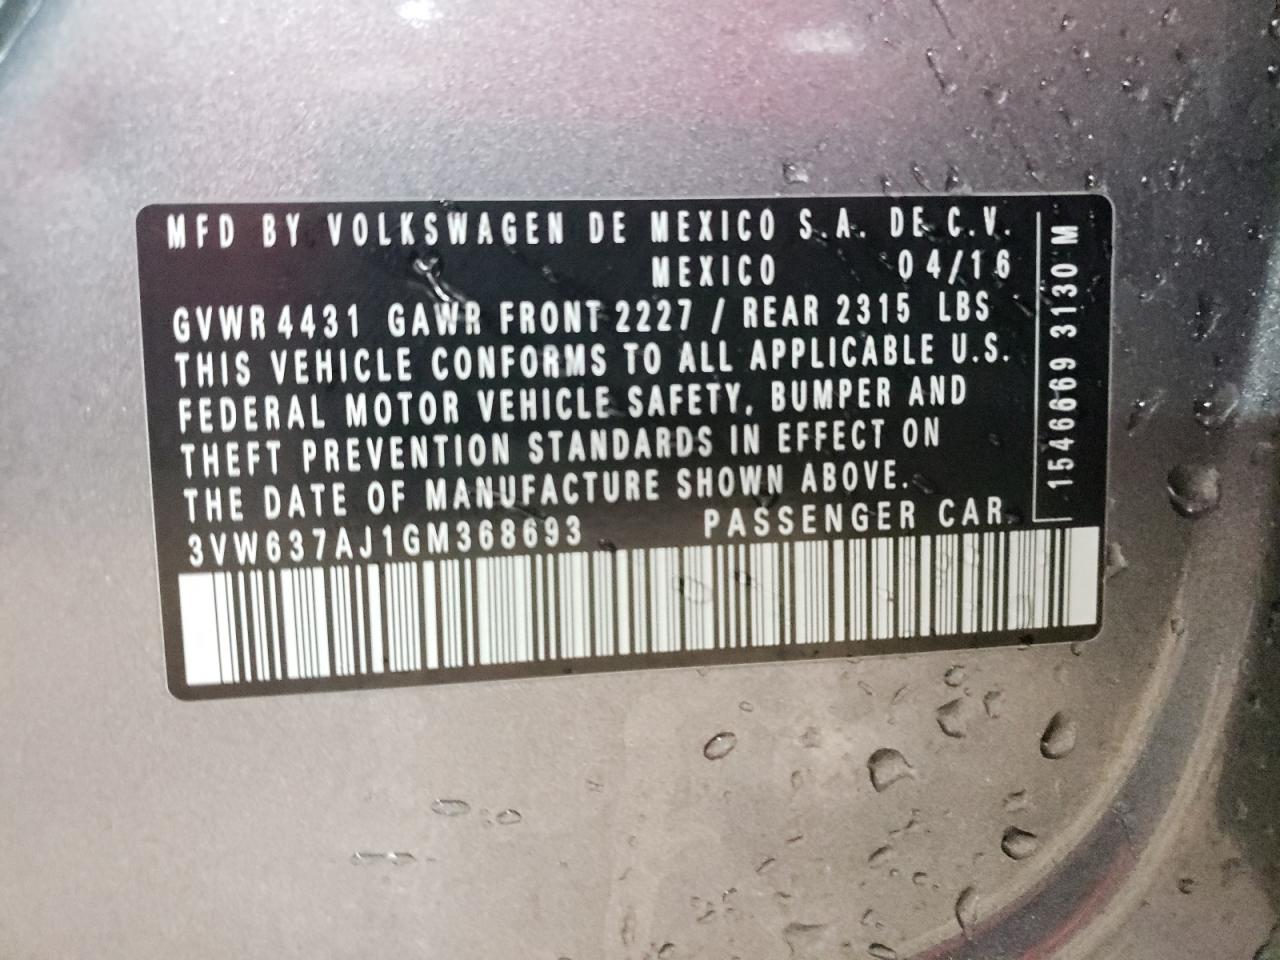 MFD BY VOLKSWAGEN DE MEXICO S.A. DE C.V.
MEXICO 04/16
GVWR 4431 GAWR FRONT 2227 / REAR 2315 LBS
THIS VEHICLE CONFORMS TO ALL APPLICABLE U.S.
FEDERAL MOTOR VEHICLE SAFETY, BUMPER AND
THEFT PREVENTION STANDARDS IN EFFECT ON
THE DATE OF MANUFACTURE SHOWN ABOVE.
3VW637AJ1GM368693 PASSENGER CAR
1546669 3130 M